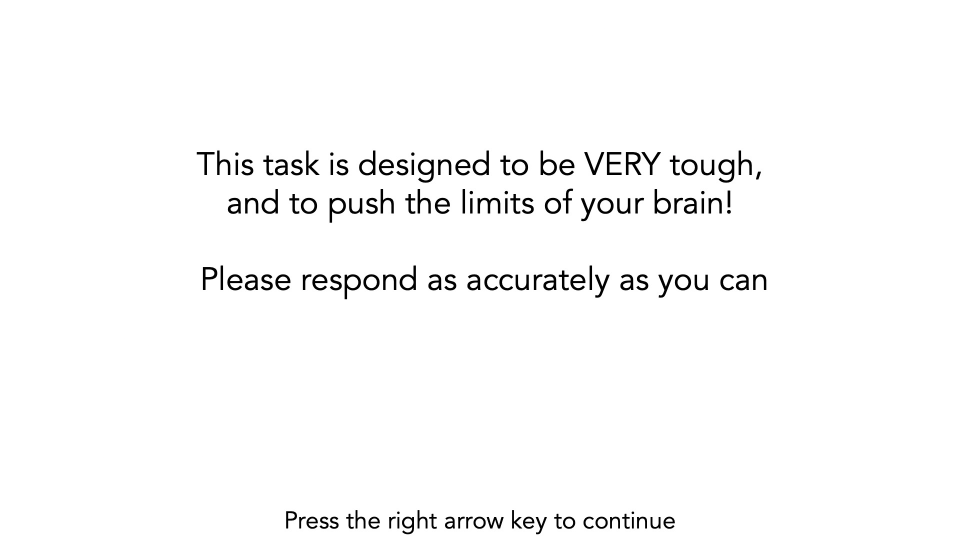 This task is designed to be VERY tough,
and to push the limits of your brain!
Please respond as accurately as you can
Press the right arrow key to continue